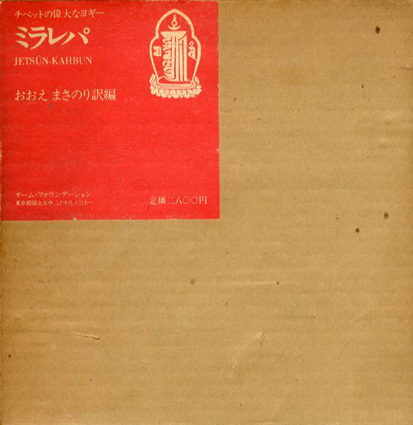 チベットの偉大なヨギー
ミラレパ
JETSÜN-KAHBUN
おおえ まさのり訳編
オーム・ファウンデーション
定価二八〇〇円